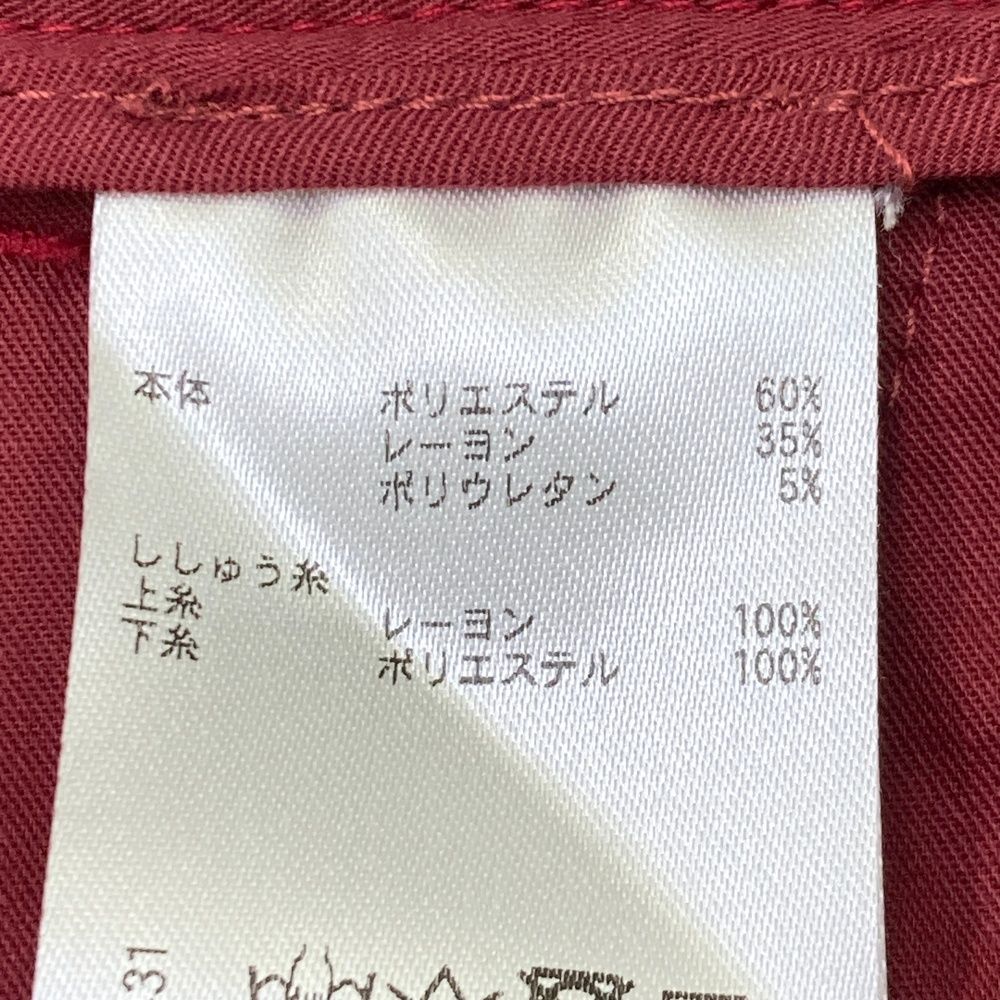 本体 ポリエステル 60%
レーヨン 35%
ポリウレタン 5%
ししゅう糸
上糸 レーヨン 100%
下糸 ポリエステル 100%
31